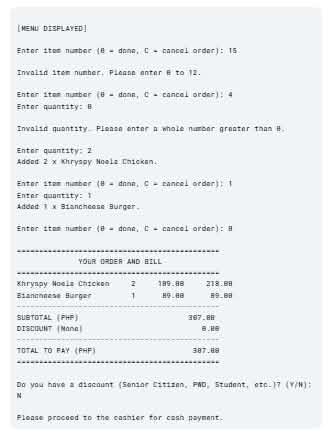 [MENU DISPLAYED]
Enter item number (0 = done, C = cancel order): 15
Invalid item number. Please enter 0 to 12.
Enter item number (0 = done, C = cancel order): 4
Enter quantity: 0
Invalid quantity. Please enter a whole number greater than 0.
Enter quantity: 2
Added 2 x Khryspy Noela Chicken.
Enter item number (0 = done, C = cancel order): 1
Enter quantity: 1
Added 1 x Biancheese Burger.
Enter item number (0 = done, C = cancel order): 0
================================================
YOUR ORDER AND BILL
================================================
Khryspy Noela Chicken 2 109.00 218.00
Biancheese Burger 1 89.00 89.00
------------------------------------------------
SUBTOTAL (PHP) 307.00
DISCOUNT (None) 0.00
------------------------------------------------
TOTAL TO PAY (PHP) 307.00
================================================
Do you have a discount (Senior Citizen, PWD, Student, etc.)? (Y/N):
N
Please proceed to the cashier for cash payment.